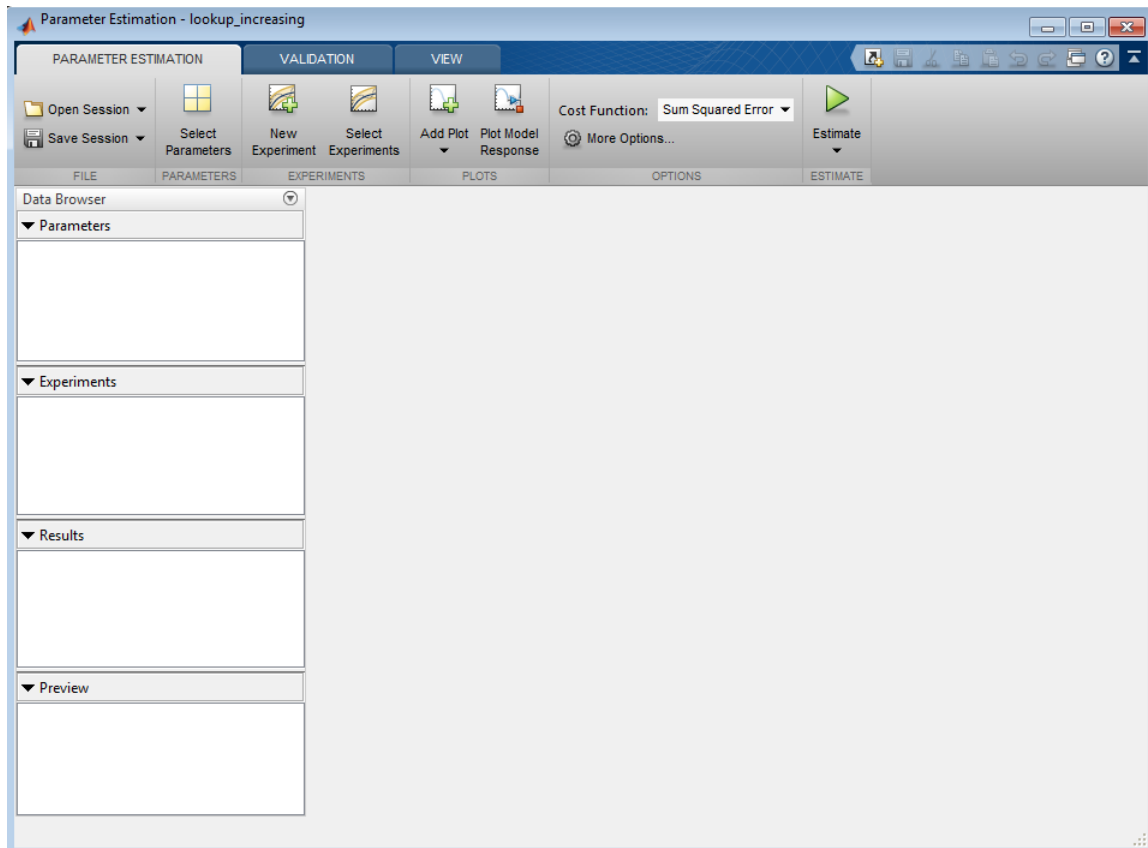 Parameter Estimation - lookup_increasing
PARAMETER ESTIMATION VALIDATION VIEW
Open Session
Save Session
Select Parameters
New Experiment
Select Experiments
Add Plot
Plot Model Response
Cost Function: Sum Squared Error
More Options...
Estimate
FILE PARAMETERS EXPERIMENTS PLOTS OPTIONS ESTIMATE
Data Browser
Parameters
Experiments
Results
Preview